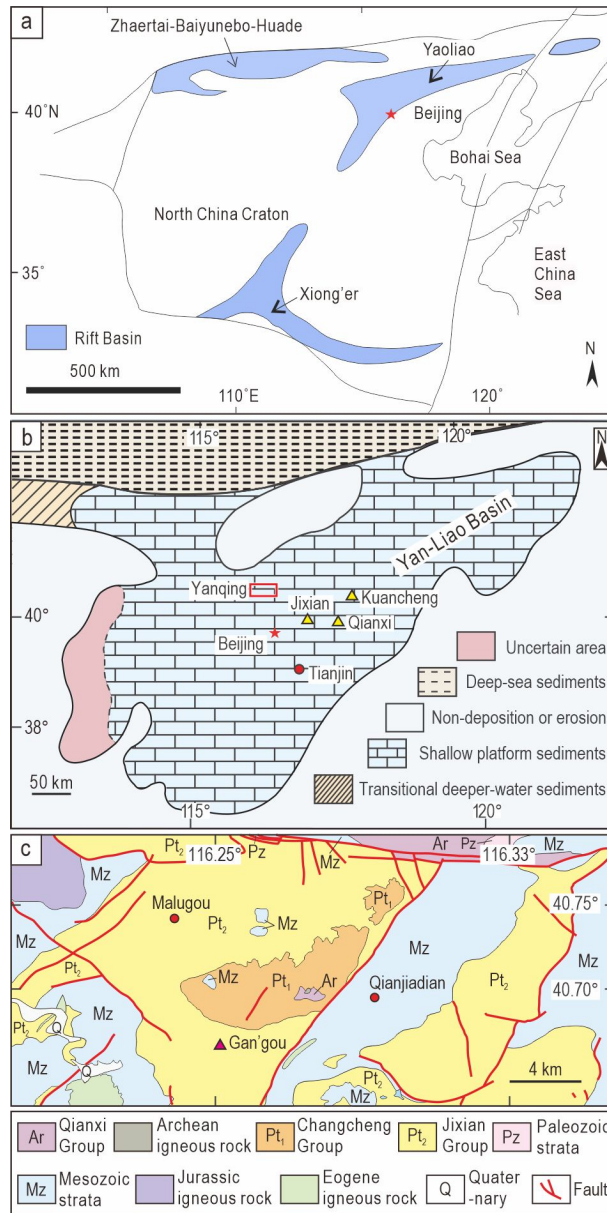 a
Zhaertai-Baiyunebo-Huade
Yaoliao
40°N
Beijing
Bohai Sea
North China Craton
East
China
Sea
35°
Xiong'er
Rift Basin
N
500 km
110°E
120°
b
115°
120°
N
Yan-Liao Basin
Yanqing
Kuancheng
Jixian
40°
Qianxi
Beijing
Uncertain area
Tianjin
Deep-sea sediments
38°
Non-deposition or erosion
Shallow platform sediments
50 km
Transitional deeper-water sediments
115°
120°
c
Pt2
Pz
Ar
Pz
Mz
116.25°
Mz
116.33°
Mz
Pt1
40.75°
Malugou
Pt2
Mz
Mz
Mz
Mz
Pt2
Mz
Pt1
Ar
Qianjiadian
Pt2
40.70°
Mz
Q
Pt2
Gan'gou
Mz
Q
Pt2
Mz
4 km
Ar
Qianxi
Group
Archean
igneous rock
Pt1
Changcheng
Group
Pt2
Jixian
Group
Pz
Paleozoic
strata
Mz
Mesozoic
strata
Jurassic
igneous rock
Eogene
igneous rock
Q
Quater
-nary
Fault